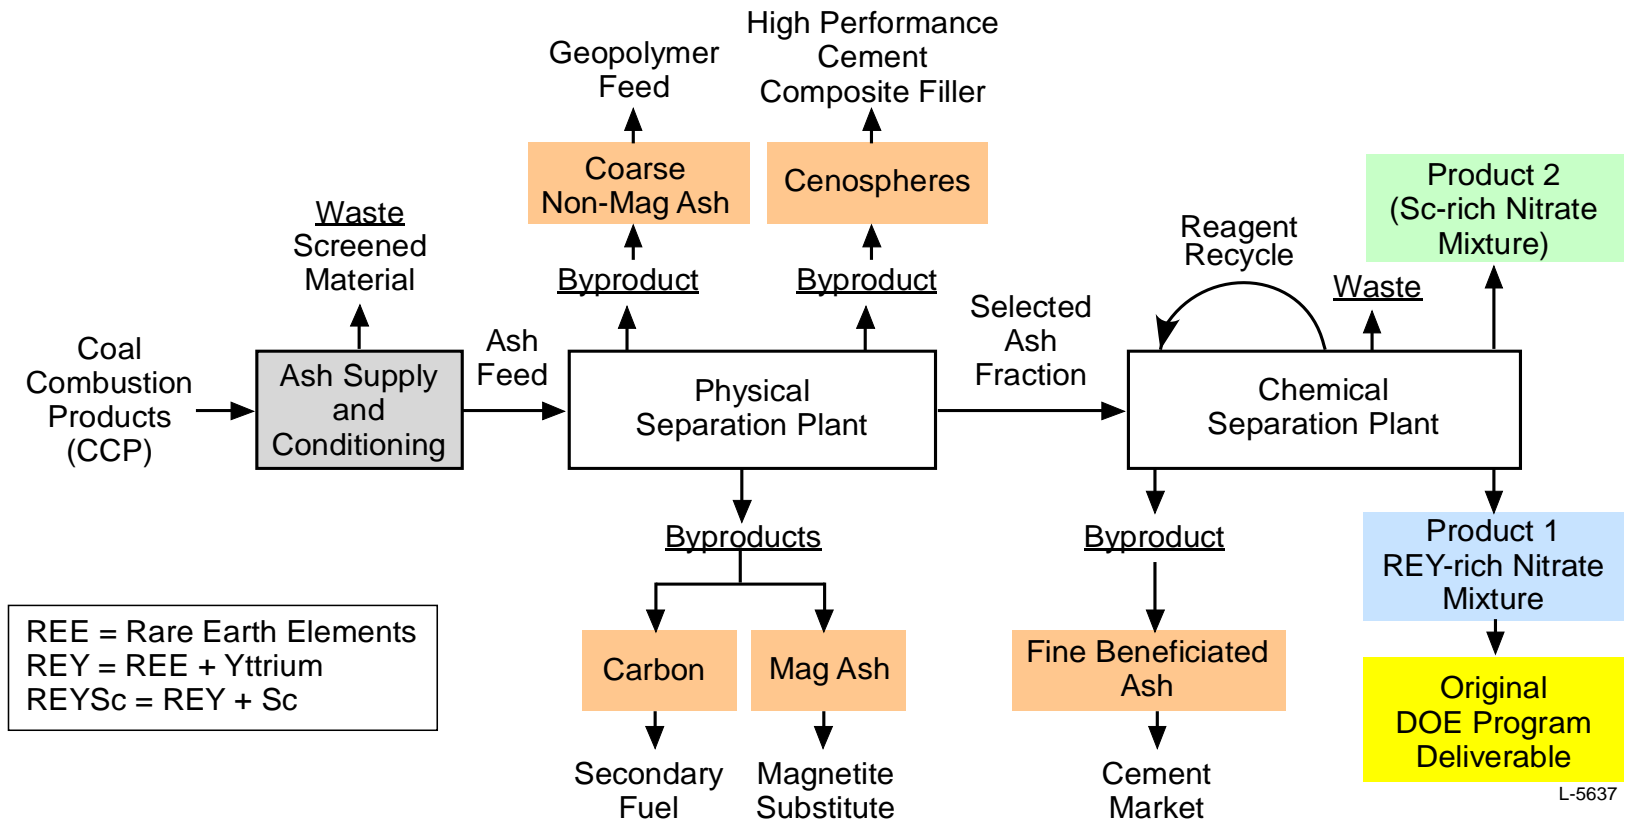 High Performance
Cement
Composite Filler
Geopolymer
Feed
Coarse
Non-Mag Ash
Cenospheres
Product 2
(Sc-rich Nitrate
Mixture)
Waste
Screened
Material
Byproduct
Byproduct
Reagent
Recycle
Waste
Coal
Combustion
Products
(CCP)
Ash Supply
and
Conditioning
Ash
Feed
Physical
Separation Plant
Selected
Ash
Fraction
Chemical
Separation Plant
Byproducts
Byproduct
Product 1
REY-rich Nitrate
Mixture
REE = Rare Earth Elements
REY = REE + Yttrium
REYSc = REY + Sc
Carbon
Mag Ash
Fine Beneficiated
Ash
Original
DOE Program
Deliverable
Secondary
Fuel
Magnetite
Substitute
Cement
Market
L-5637